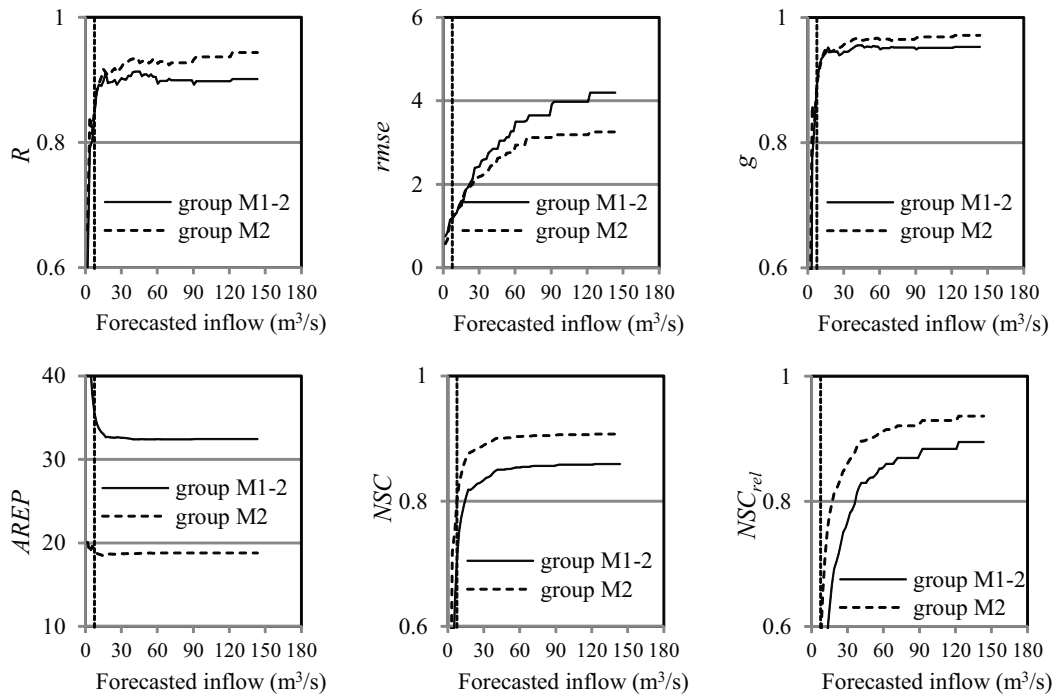 1
0.8
0.6
R
group M1-2
group M2
0 30 60 90 120 150 180
Forecasted inflow (m³/s)
6
4
2
0
rmse
group M1-2
group M2
0 30 60 90 120 150 180
Forecasted inflow (m³/s)
1
0.8
0.6
g
group M1-2
group M2
0 30 60 90 120 150 180
Forecasted inflow (m³/s)
40
30
20
10
AREP
group M1-2
group M2
0 30 60 90 120 150 180
Forecasted inflow (m³/s)
1
0.8
0.6
NSC
group M1-2
group M2
0 30 60 90 120 150 180
Forecasted inflow (m³/s)
1
0.8
0.6
NSC_rel
group M1-2
group M2
0 30 60 90 120 150 180
Forecasted inflow (m³/s)